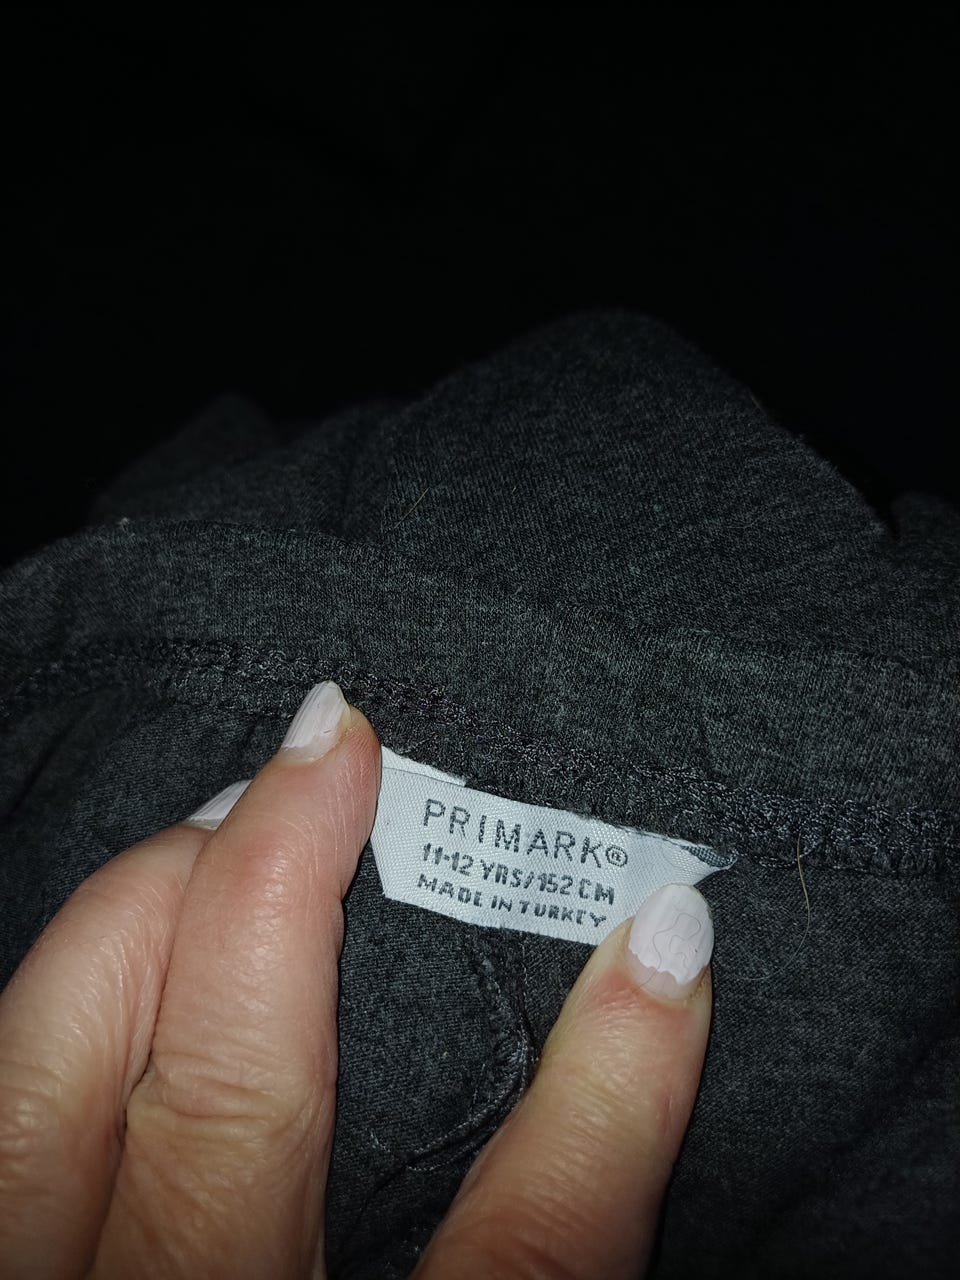 PRIMARK®
11-12 YRS/152 CM
MADE IN TURKEY